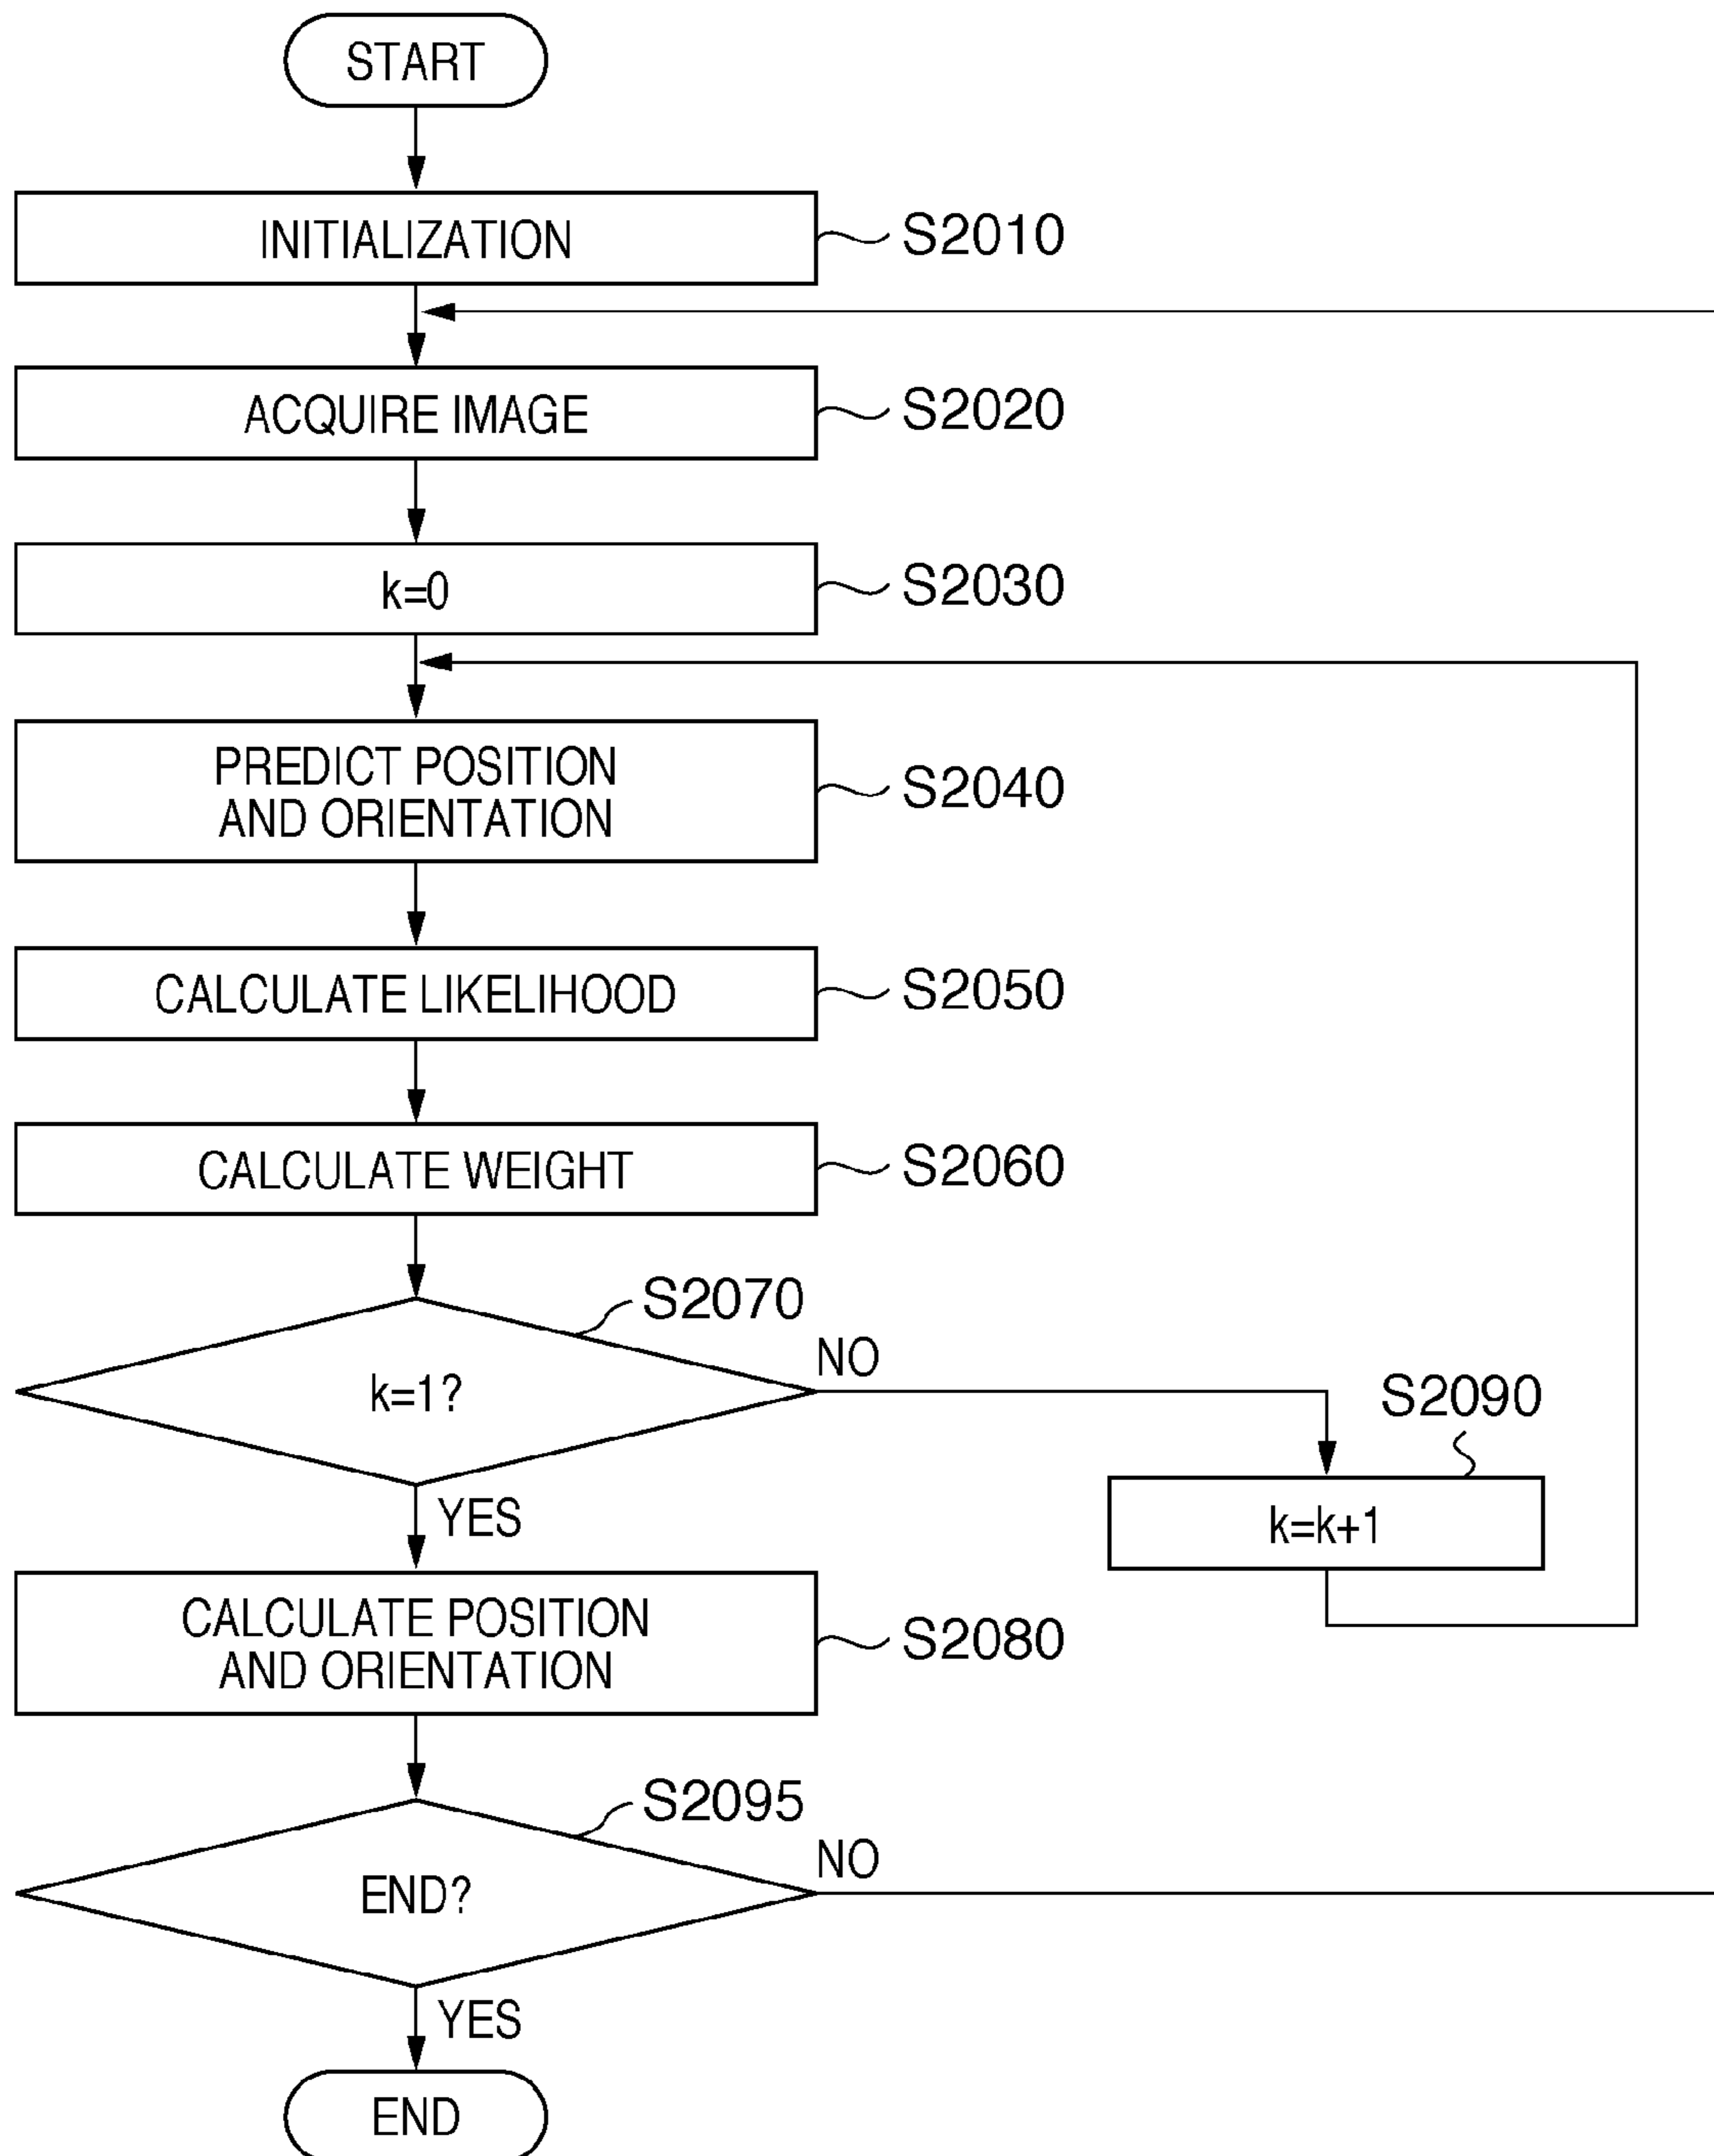 START
INITIALIZATION
S2010
ACQUIRE IMAGE
S2020
k=0
S2030
PREDICT POSITION
AND ORIENTATION
S2040
CALCULATE LIKELIHOOD
S2050
CALCULATE WEIGHT
S2060
S2070
k=1?
NO
YES
S2090
k=k+1
CALCULATE POSITION
AND ORIENTATION
S2080
S2095
END?
NO
YES
END